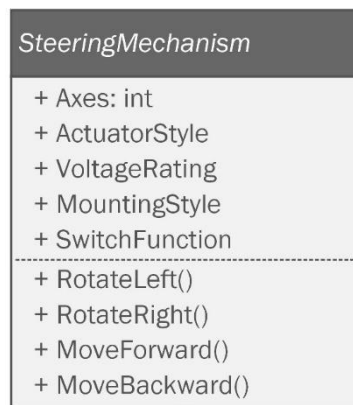 SteeringMechanism
+ Axes: int
+ ActuatorStyle
+ VoltageRating
+ MountingStyle
+ SwitchFunction
+ RotateLeft()
+ RotateRight()
+ MoveForward()
+ MoveBackward()